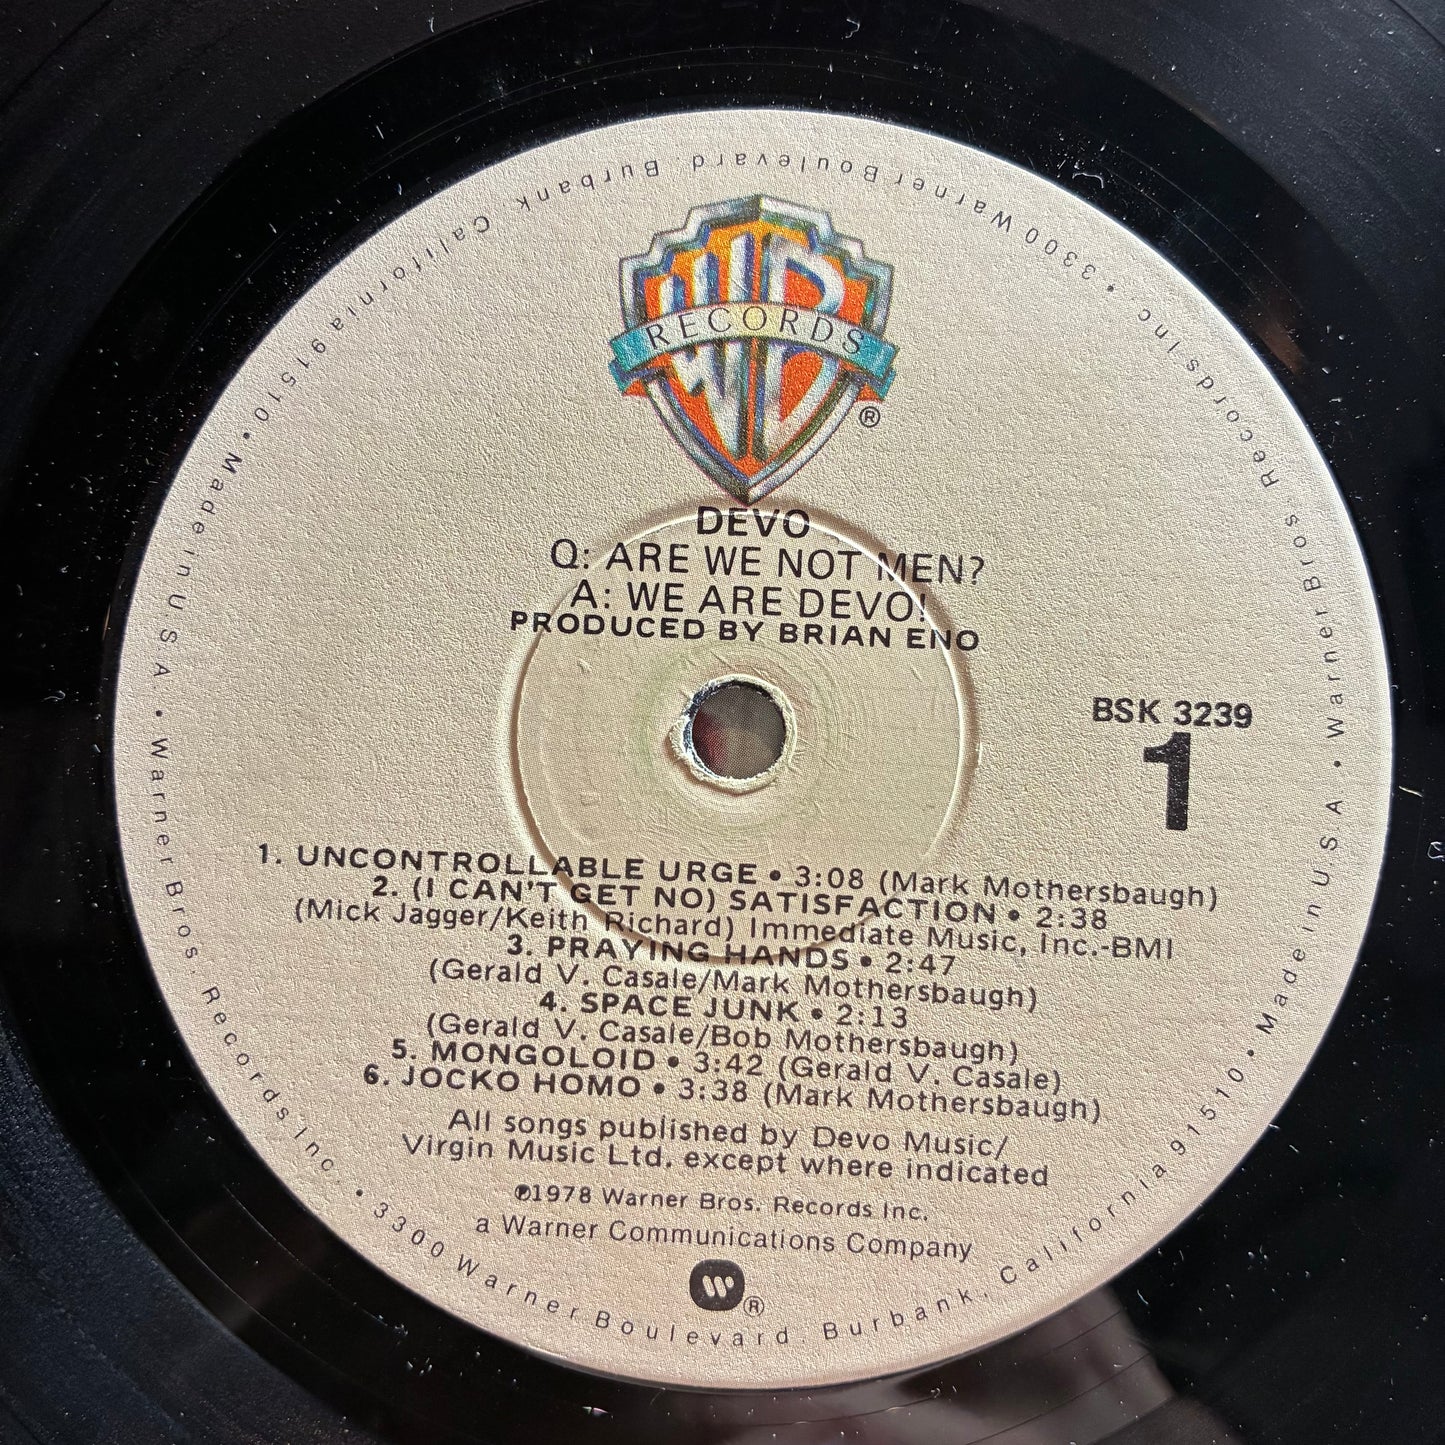 WB
RECORDS
®
DEVO
Q: ARE WE NOT MEN?
A: WE ARE DEVO!
PRODUCED BY BRIAN ENO
BSK 3239
1
1. UNCONTROLLABLE URGE • 3:08 (Mark Mothersbaugh)
2. (I CAN'T GET NO) SATISFACTION • 2:38
(Mick Jagger/Keith Richard) Immediate Music, Inc.-BMI
3. PRAYING HANDS • 2:47
(Gerald V. Casale/Mark Mothersbaugh)
4. SPACE JUNK • 2:13
(Gerald V. Casale/Bob Mothersbaugh)
5. MONGOLOID • 3:42 (Gerald V. Casale)
6. JOCKO HOMO • 3:38 (Mark Mothersbaugh)
All songs published by Devo Music/
Virgin Music Ltd. except where indicated
℗1978 Warner Bros. Records Inc.
a Warner Communications Company
®
Warner Bros. Records Inc. • 3300 Warner Boulevard. Burbank, California 91510 • Made in U.S.A. • Warner Bros. Records Inc. • 3300 Warner Boulevard. Burbank, California 91510 • Made in U.S.A. •